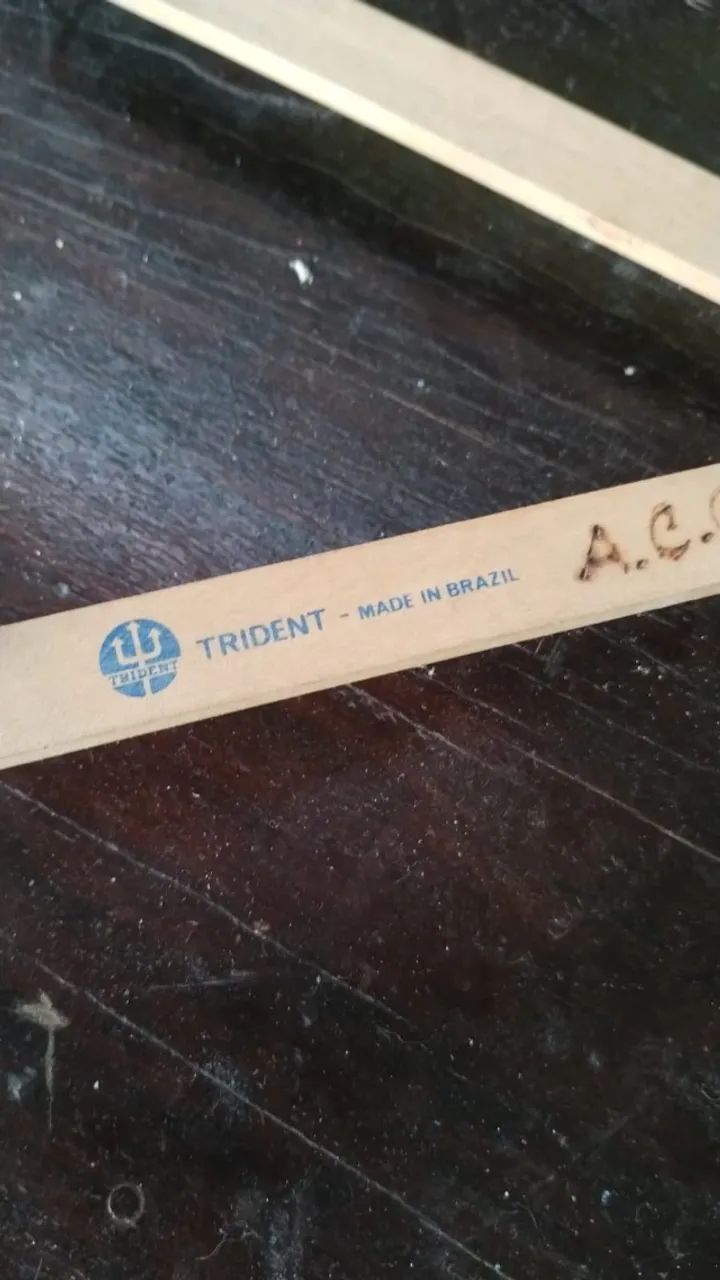 TRIDENT
TRIDENT - MADE IN BRAZIL
A.C.